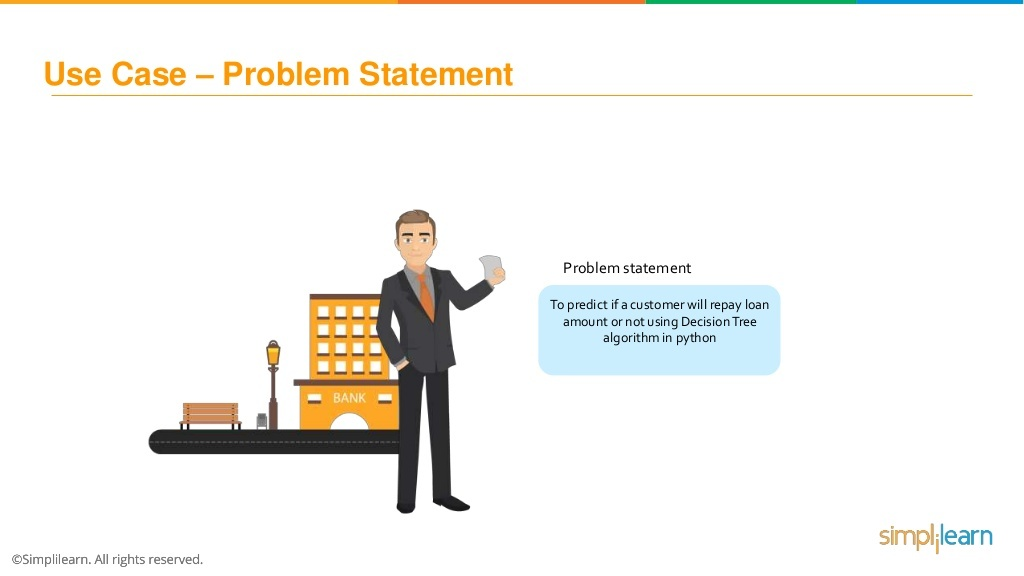 Use Case – Problem Statement
Problem statement
To predict if a customer will repay loan
amount or not using Decision Tree
algorithm in python
BANK
simplilearn
©Simplilearn. All rights reserved.